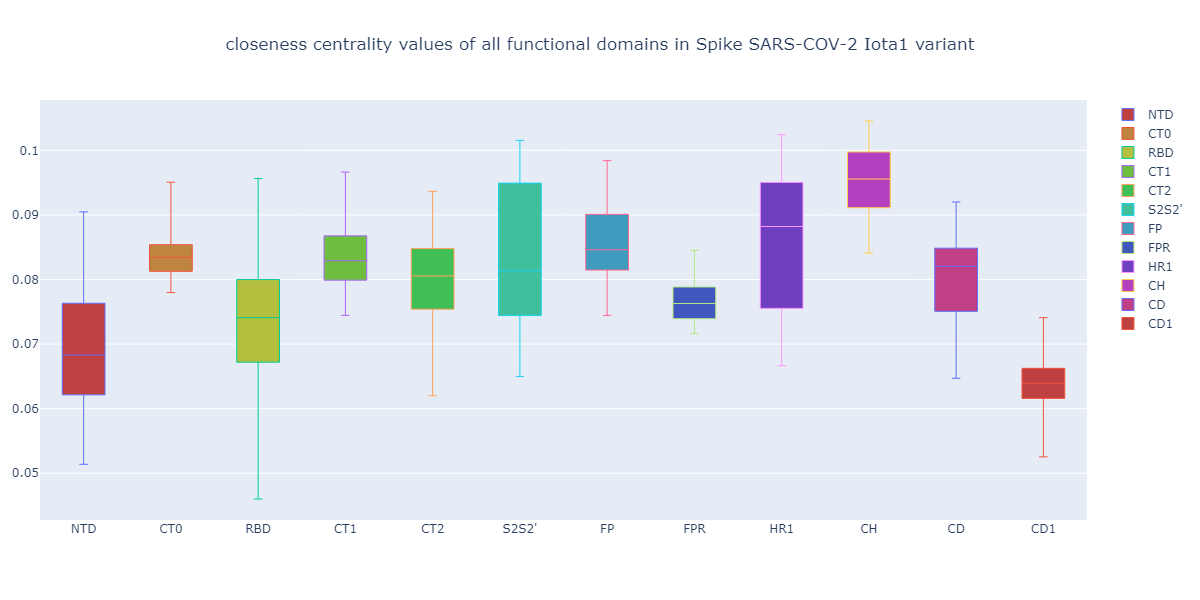 closeness centrality values of all functional domains in Spike SARS-COV-2 Iota1 variant
0.1
0.09
0.08
0.07
0.06
0.05
NTD CT0 RBD CT1 CT2 S2S2' FP FPR HR1 CH CD CD1
NTD
CT0
RBD
CT1
CT2
S2S2'
FP
FPR
HR1
CH
CD
CD1